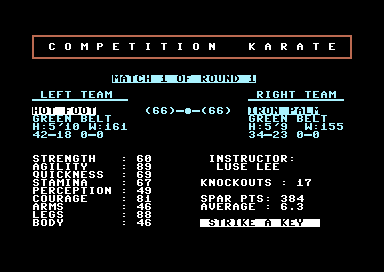 COMPETITION KARATE
MATCH 1 OF ROUND 1
LEFT TEAM RIGHT TEAM
HOT FOOT (66)-●-(66) IRON PALM
GREEN BELT GREEN BELT
H:5'10 W:161 H:5'9 W:155
42-18 0-0 34-23 0-0
STRENGTH : 60 INSTRUCTOR:
AGILITY : 89 LUSE LEE
QUICKNESS : 69
STAMINA : 67 KNOCKOUTS : 17
PERCEPTION : 49
COURAGE : 81 SPAR PTS: 384
ARMS : 46 AVERAGE : 6.3
LEGS : 88
BODY : 46 STRIKE A KEY